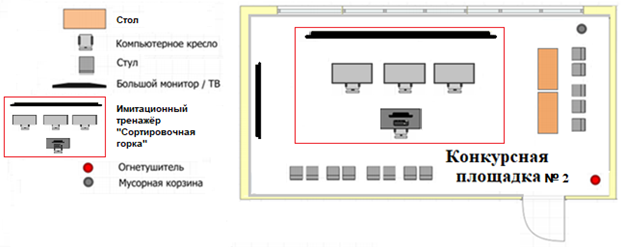 Стол
Компьютерное кресло
Стул
Большой монитор / ТВ
Имитационный
тренажёр
"Сортировочная
горка"
Огнетушитель
Мусорная корзина
Конкурсная
площадка № 2